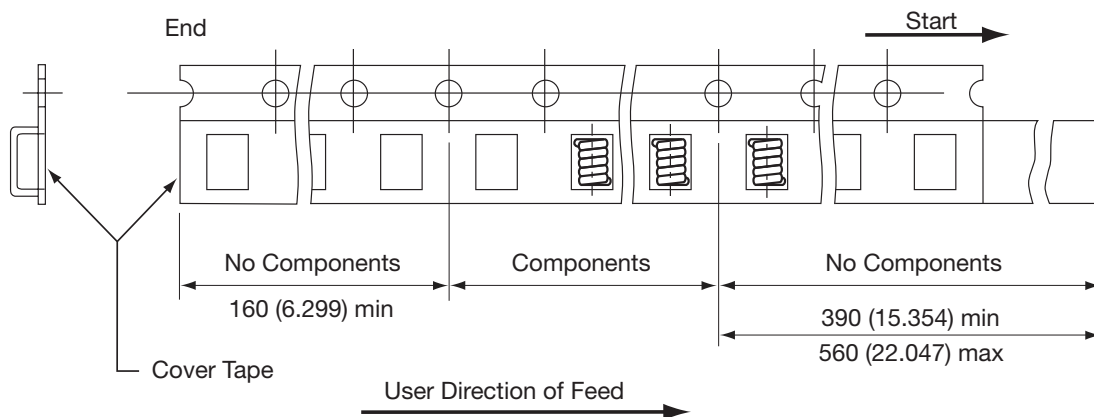 End
Start
No Components
Components
No Components
160 (6.299) min
390 (15.354) min
560 (22.047) max
Cover Tape
User Direction of Feed